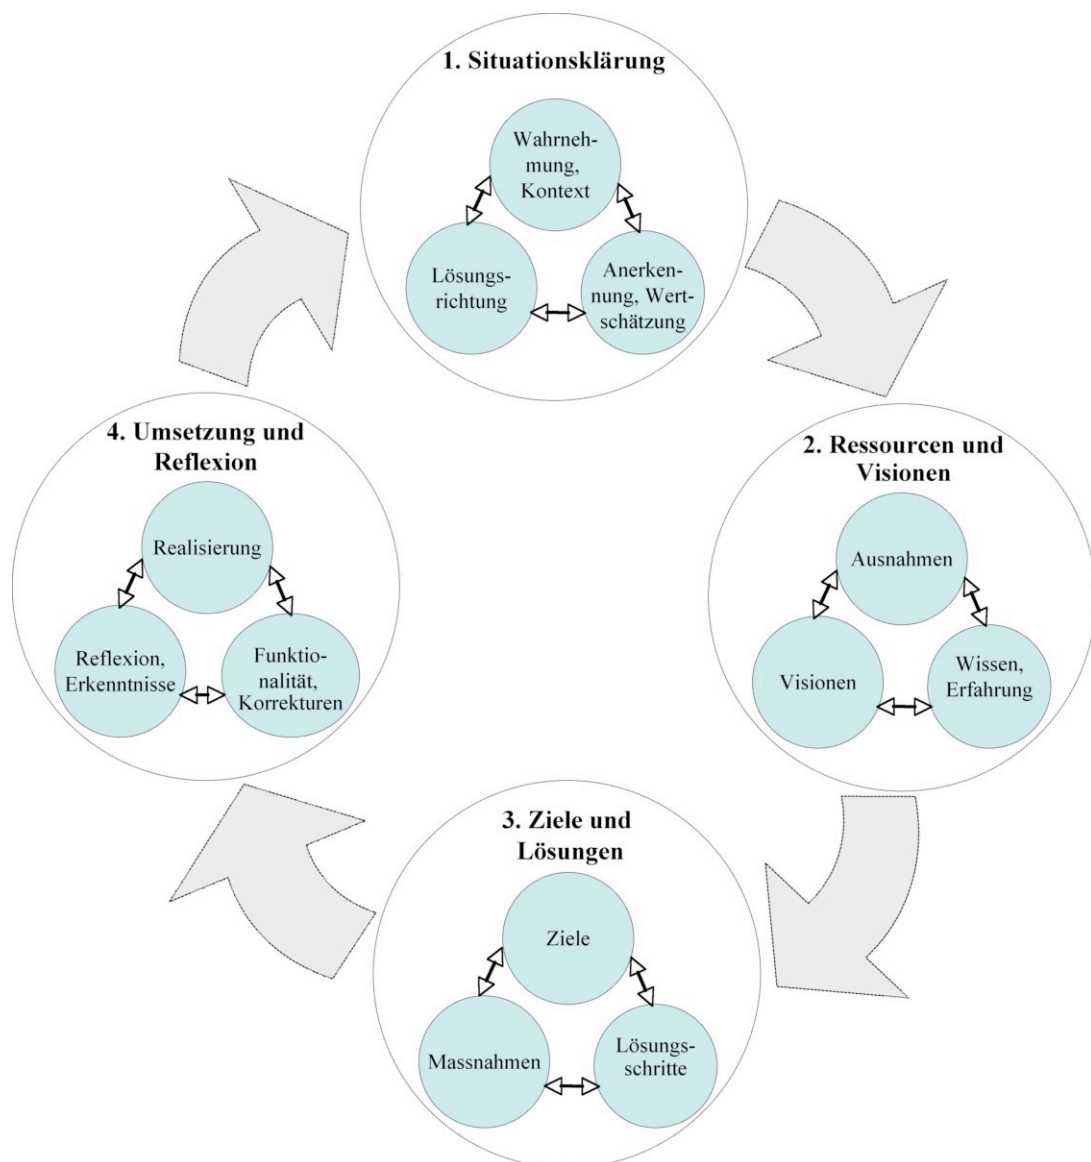 1. Situationsklärung
Wahrneh-
mung,
Kontext
Lösungs-
richtung
Anerken-
nung, Wert-
schätzung
2. Ressourcen und
Visionen
Ausnahmen
Visionen
Wissen,
Erfahrung
3. Ziele und
Lösungen
Ziele
Massnahmen
Lösungs-
schritte
4. Umsetzung und
Reflexion
Realisierung
Reflexion,
Erkenntnisse
Funktio-
nalität,
Korrekturen